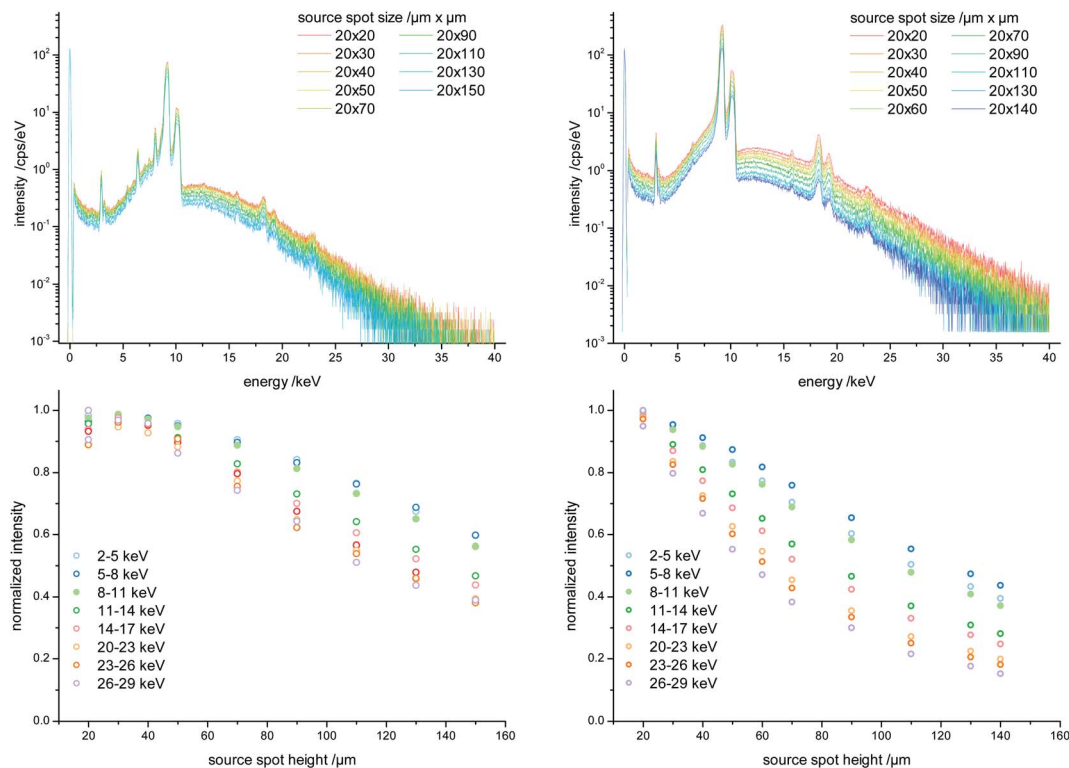 source spot size /µm x µm
20x20 20x90
20x30 20x110
20x40 20x130
20x50 20x150
20x70
10²
10¹
10⁰
10⁻¹
10⁻²
10⁻³
intensity /cps/eV
0 5 10 15 20 25 30 35 40
energy /keV
source spot size /µm x µm
20x20 20x70
20x30 20x90
20x40 20x110
20x50 20x130
20x60 20x140
10²
10¹
10⁰
10⁻¹
10⁻²
10⁻³
intensity /cps/eV
0 5 10 15 20 25 30 35 40
energy /keV
1.0
0.8
0.6
0.4
0.2
0.0
normalized intensity
2-5 keV
5-8 keV
8-11 keV
11-14 keV
14-17 keV
20-23 keV
23-26 keV
26-29 keV
20 40 60 80 100 120 140 160
source spot height /µm
1.0
0.8
0.6
0.4
0.2
0.0
normalized intensity
2-5 keV
5-8 keV
8-11 keV
11-14 keV
14-17 keV
20-23 keV
23-26 keV
26-29 keV
20 40 60 80 100 120 140 160
source spot height /µm